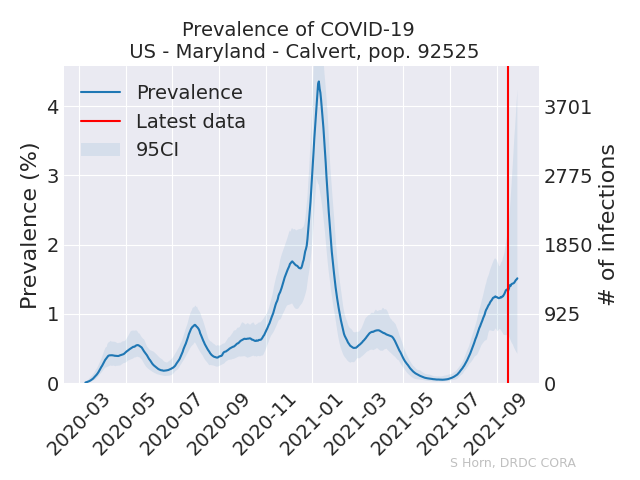 Prevalence of COVID-19
US - Maryland - Calvert, pop. 92525
Prevalence
Latest data
95CI
Prevalence (%)
4
3
2
1
0
# of infections
3701
2775
1850
925
0
2020-03
2020-05
2020-07
2020-09
2020-11
2021-01
2021-03
2021-05
2021-07
2021-09
S Horn, DRDC CORA